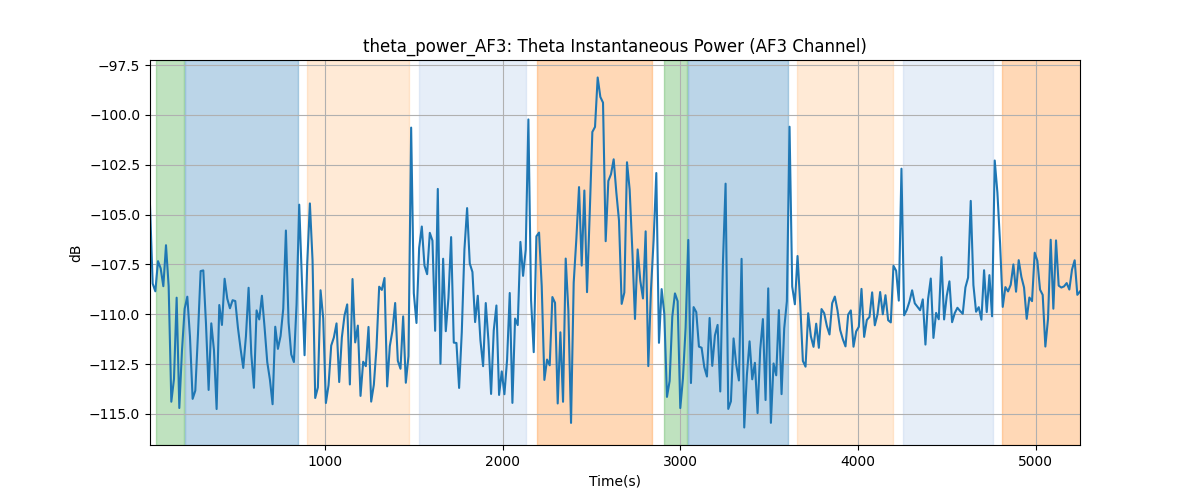 theta_power_AF3: Theta Instantaneous Power (AF3 Channel)
−97.5
−100.0
−102.5
−105.0
−107.5
−110.0
−112.5
−115.0
dB
1000 2000 3000 4000 5000
Time(s)